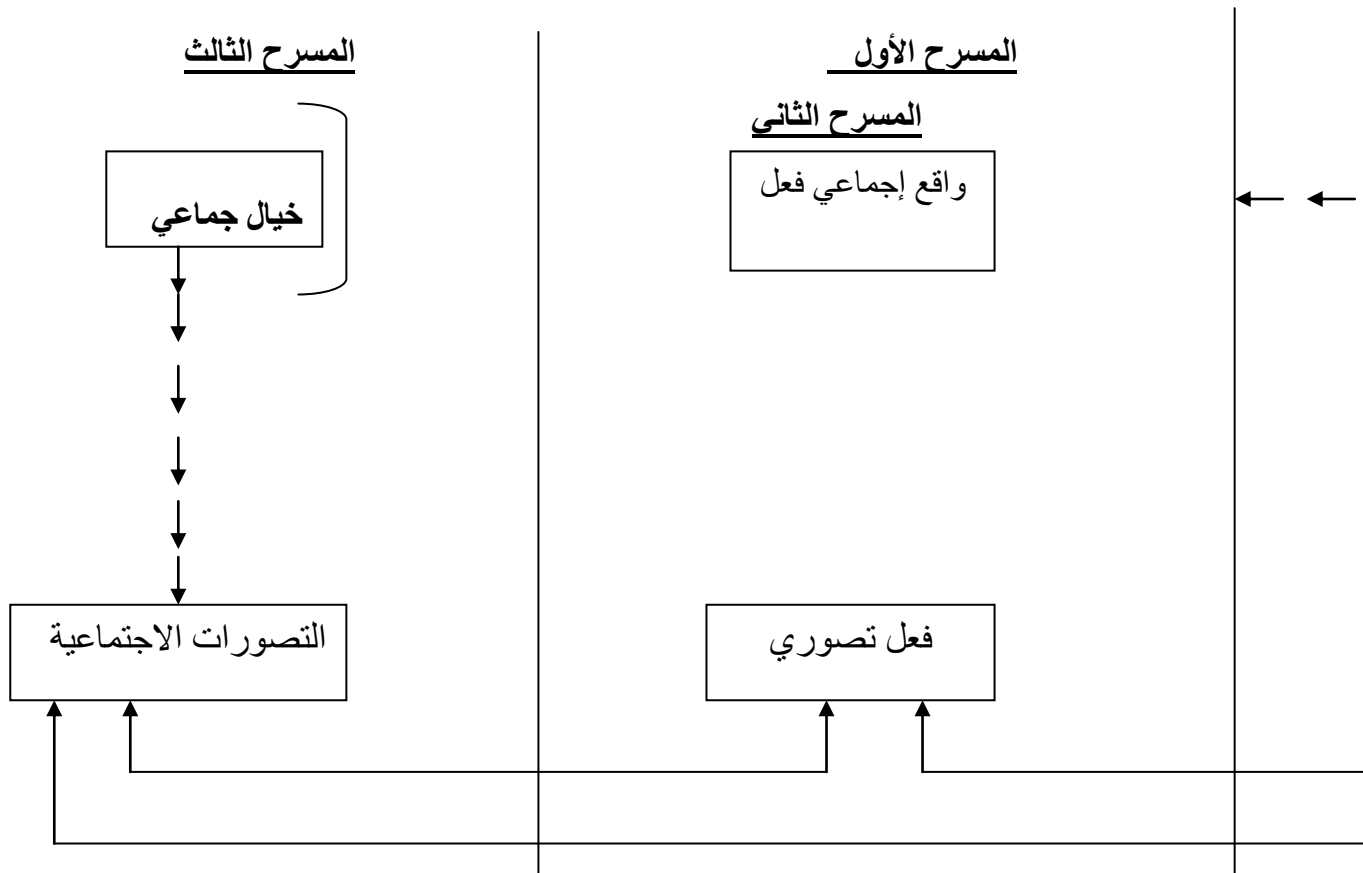 المسرح الأول
المسرح الثالث
المسرح الثاني
واقع إجماعي فعل
خيال جماعي
فعل تصوري
التصورات الاجتماعية